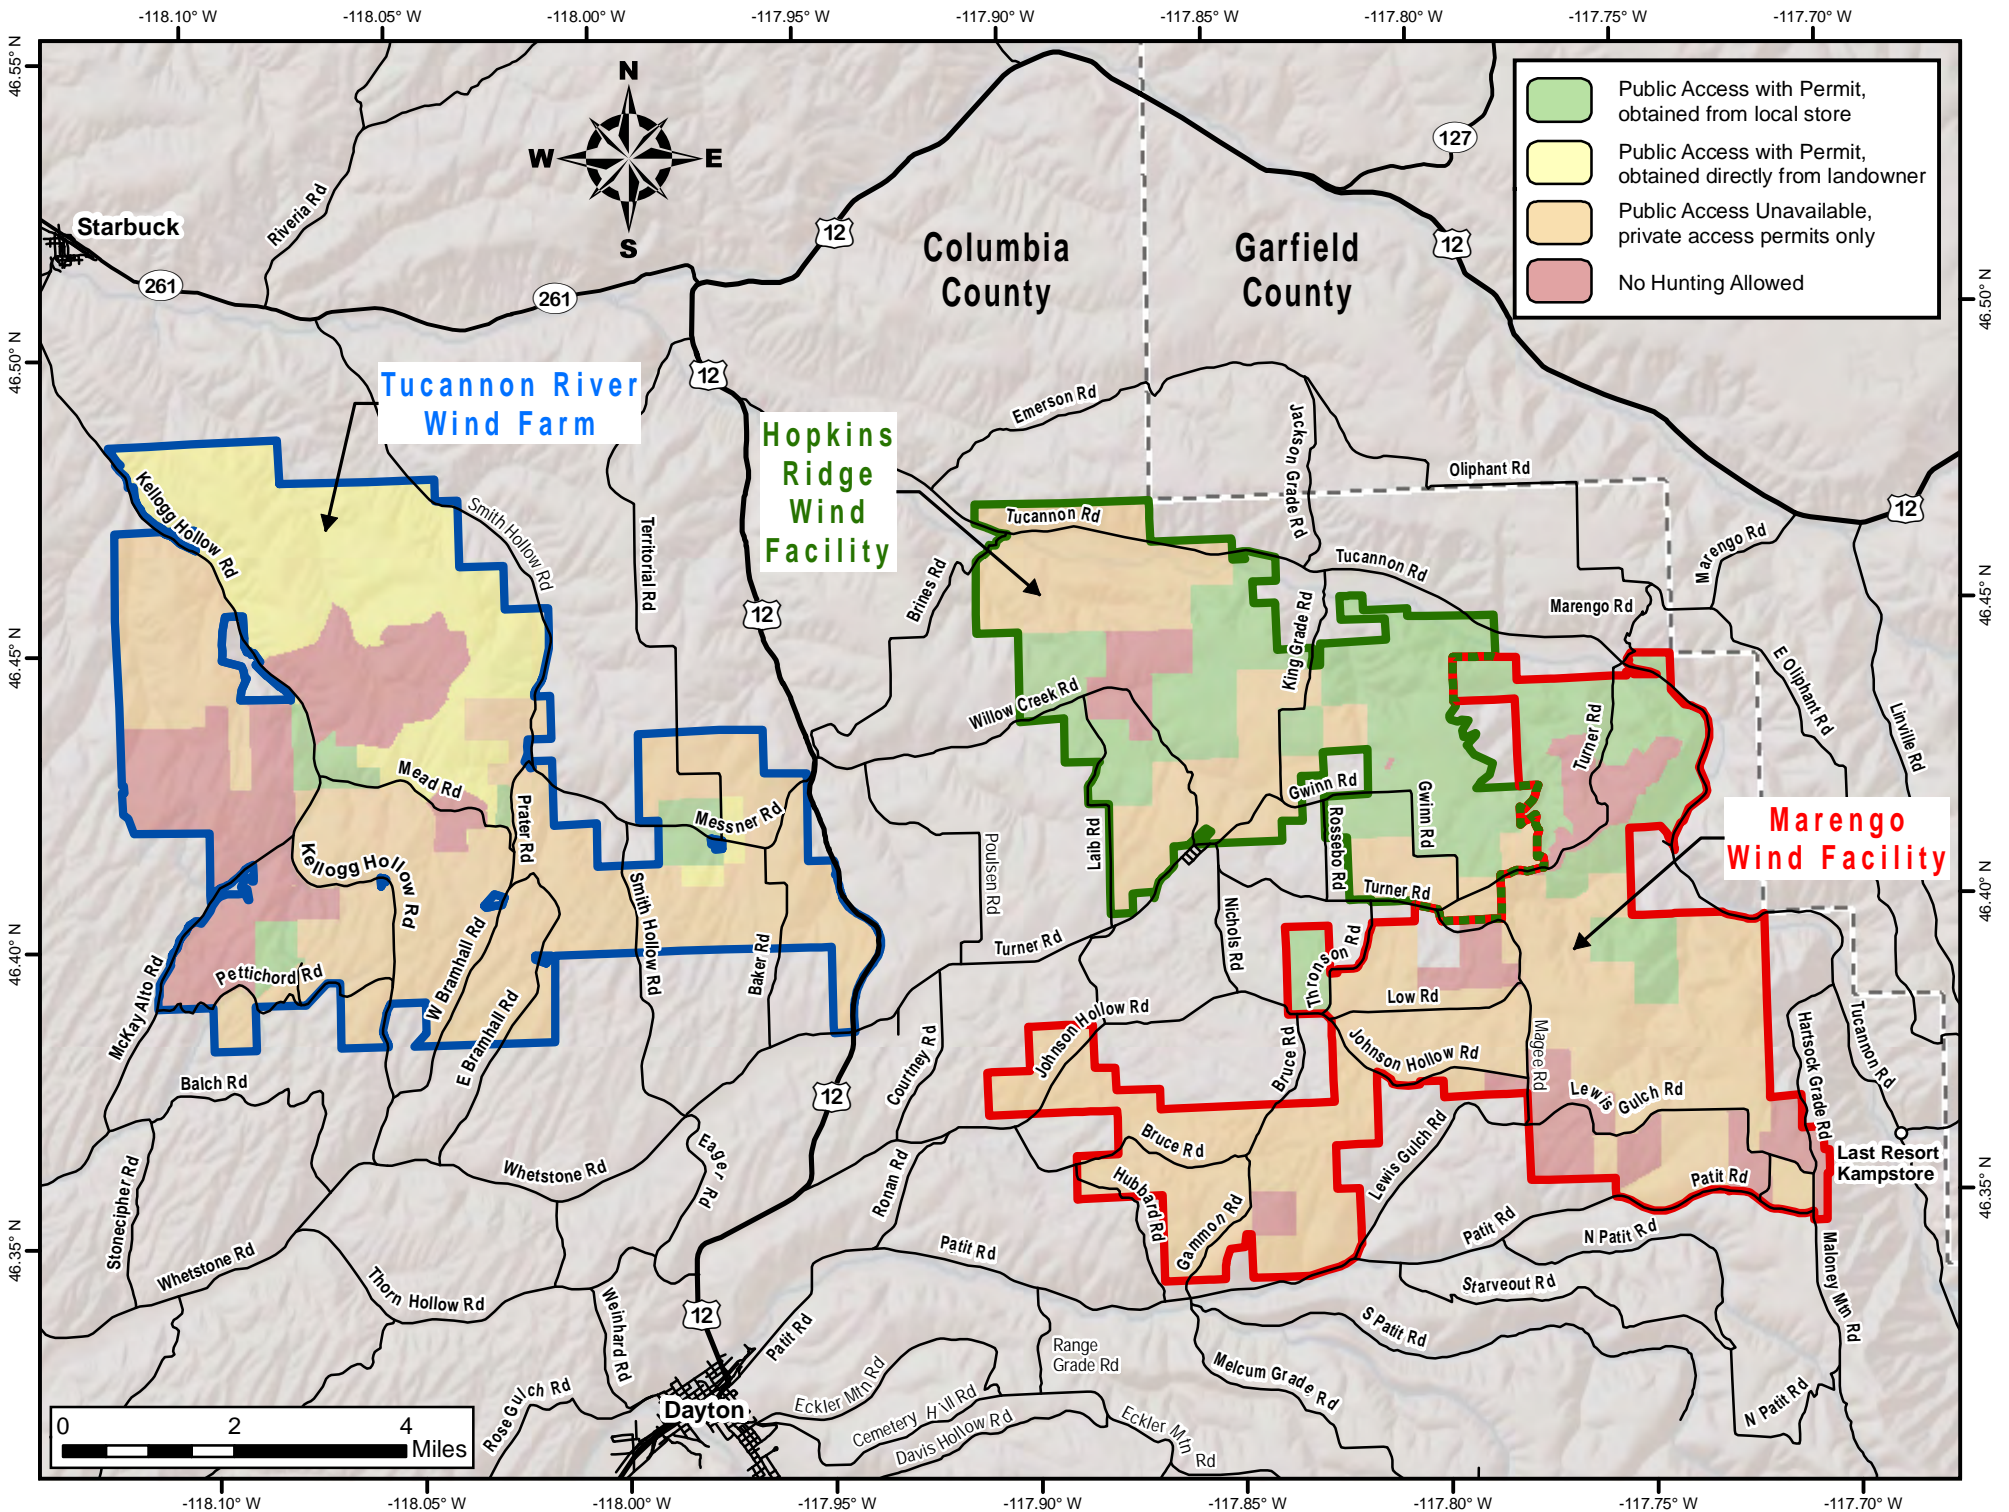 -118.10° W
-118.05° W
-118.00° W
-117.95° W
-117.90° W
-117.85° W
-117.80° W
-117.75° W
-117.70° W
46.55° N
46.50° N
46.45° N
46.40° N
46.35° N
46.50° N
46.45° N
46.40° N
46.35° N
N
W
E
S
Public Access with Permit,
obtained from local store
Public Access with Permit,
obtained directly from landowner
Public Access Unavailable,
private access permits only
No Hunting Allowed
127
12
12
Starbuck
Riveria Rd
261
261
Columbia
County
Garfield
County
12
Tucannon River
Wind Farm
Hopkins
Ridge
Wind
Facility
Emerson Rd
Jackson Grade Rd
Oliphant Rd
12
Kellogg Hollow Rd
Smith Hollow Rd
Territorial Rd
Tucannon Rd
Tucannon Rd
Marengo Rd
Marengo Rd
Brines Rd
12
King Grade Rd
E Oliphant Rd
Linville Rd
Willow Creek Rd
Turner Rd
Mead Rd
Prater Rd
Messner Rd
Laib Rd
Gwinn Rd
Gwinn Rd
Rossebo Rd
Poulsen Rd
Marengo
Wind Facility
Kellogg Hollow Rd
Smith Hollow Rd
Turner Rd
Turner Rd
Nichols Rd
Thronson Rd
W Bramhall Rd
E Bramhall Rd
Baker Rd
Pettichord Rd
McKay Alto Rd
Low Rd
Johnson Hollow Rd
Johnson Hollow Rd
Magee Rd
Bruce Rd
Hartsock Grade Rd
Tucannon Rd
Balch Rd
Courtney Rd
12
Lewis Gulch Rd
Lewis Gulch Rd
Last Resort
Kampstore
Bruce Rd
Hubbard Rd
Gammon Rd
Patit Rd
Patit Rd
N Patit Rd
Eager Rd
Whetstone Rd
Ronan Rd
Stonecipher Rd
Whetstone Rd
Patit Rd
Thorn Hollow Rd
Weinhard Rd
12
Patit Rd
Starveout Rd
S Patit Rd
Maloney Mtn Rd
Range
Grade Rd
Melcum Grade Rd
N Patit Rd
Rose Gulch Rd
Dayton
Eckler Mtn Rd
Cemetery Hill Rd
Davis Hollow Rd
Eckler Mtn
Rd
0
2
4
Miles
-118.10° W
-118.05° W
-118.00° W
-117.95° W
-117.90° W
-117.85° W
-117.80° W
-117.75° W
-117.70° W